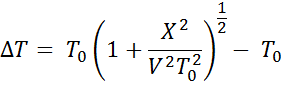 ΔT = T₀ (1 + X² / V²T₀²)^(1/2) − T₀